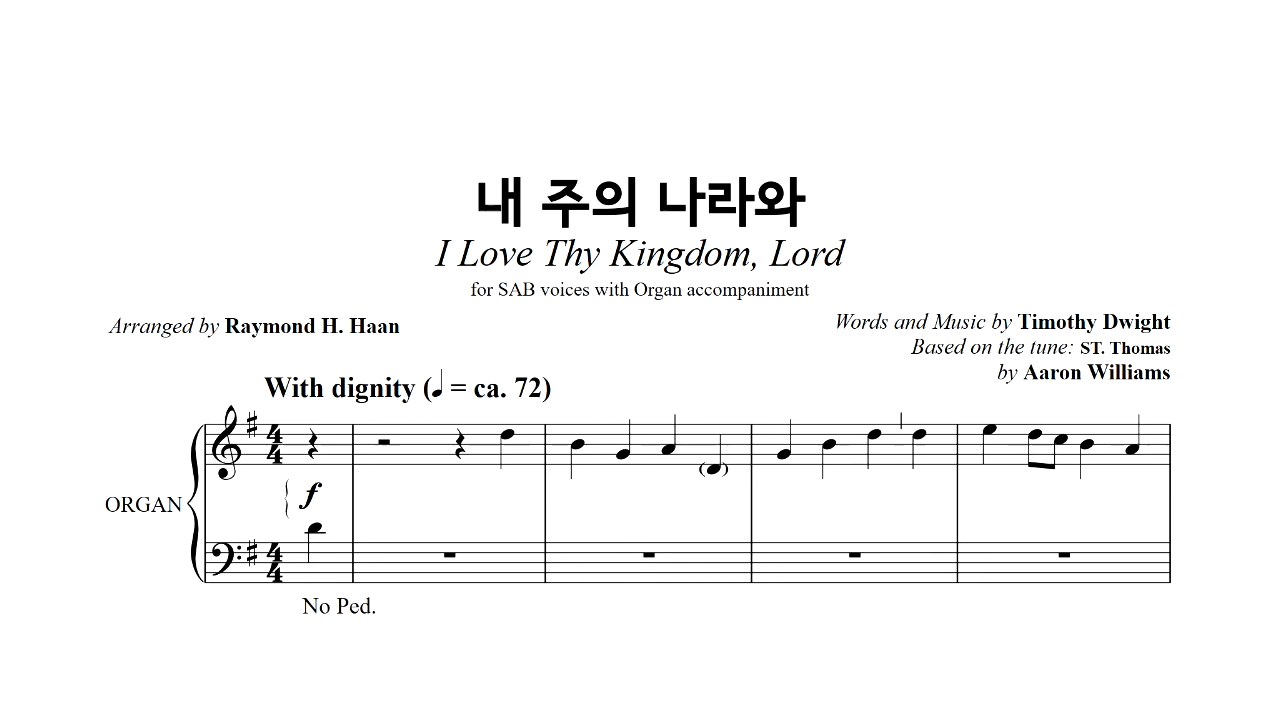 내 주의 나라와
I Love Thy Kingdom, Lord
for SAB voices with Organ accompaniment
Arranged by Raymond H. Haan
Words and Music by Timothy Dwight
Based on the tune: ST. Thomas
by Aaron Williams
With dignity (♩ = ca. 72)
ORGAN
f
No Ped.